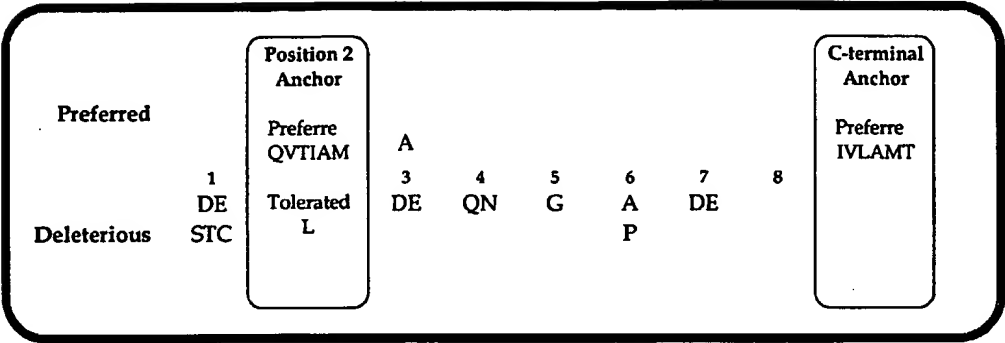 Position 2
Anchor
C-terminal
Anchor
Preferred
Preferre
QVTIAM
A
Preferre
IVLAMT
1 3 4 5 6 7 8
DE Tolerated DE QN G A DE
Deleterious STC L P